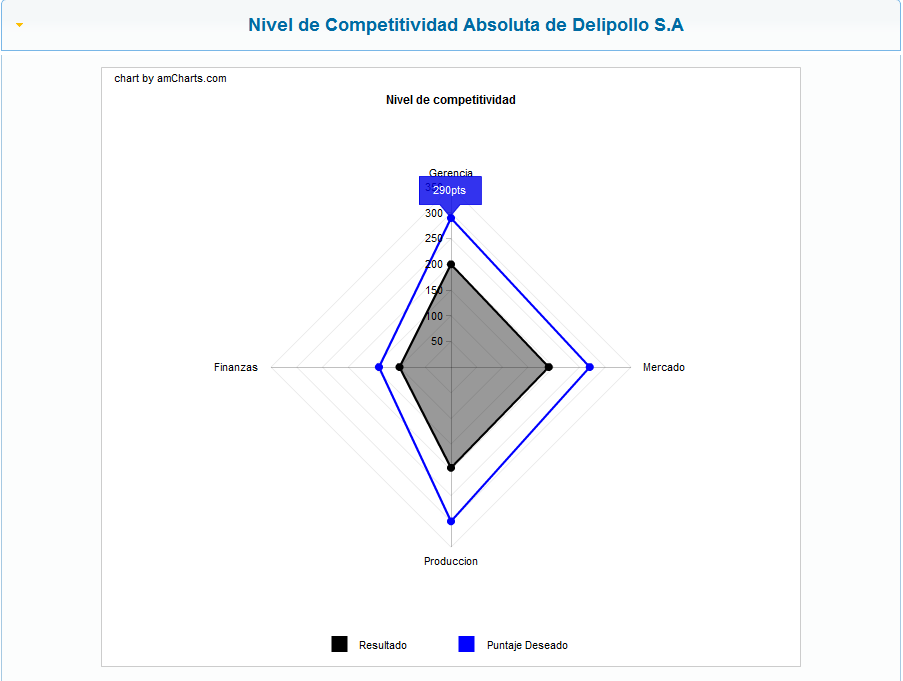 Nivel de Competitividad Absoluta de Delipollo S.A
chart by amCharts.com
Nivel de competitividad
Gerencia
350
290pts
300
250
200
150
100
50
Finanzas
Mercado
Produccion
Resultado
Puntaje Deseado